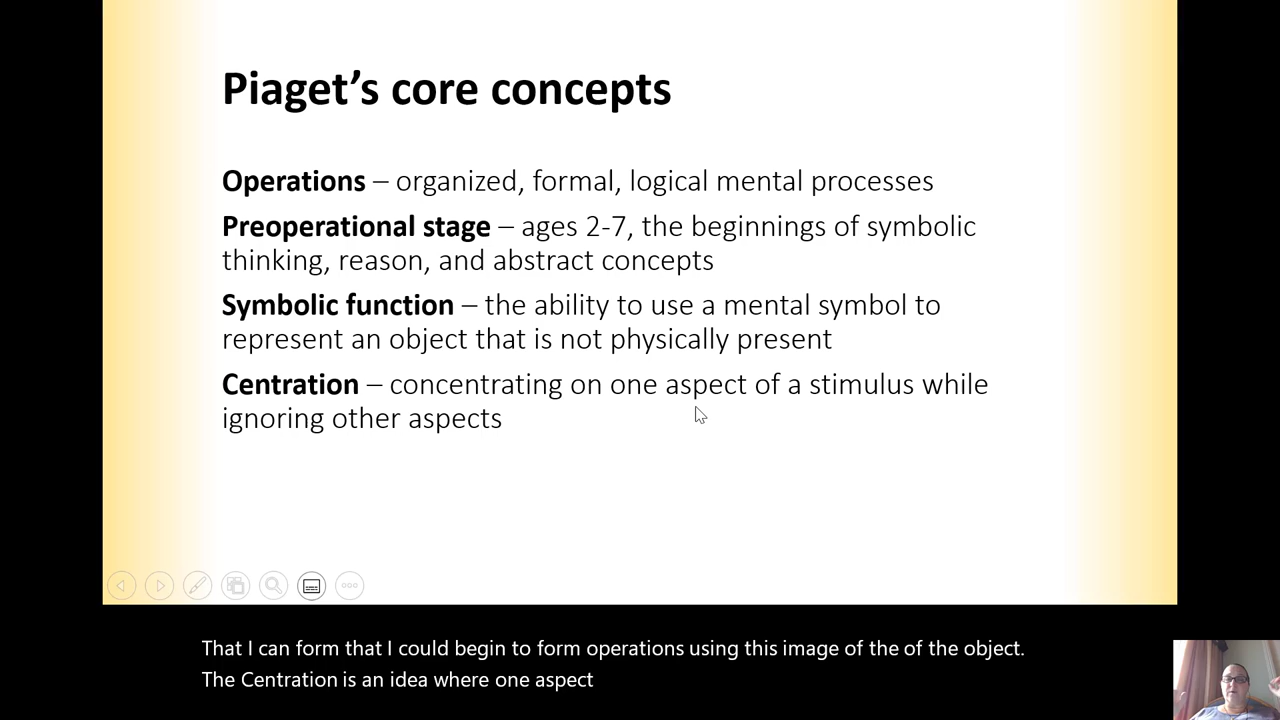 Piaget’s core concepts
Operations – organized, formal, logical mental processes
Preoperational stage – ages 2-7, the beginnings of symbolic
thinking, reason, and abstract concepts
Symbolic function – the ability to use a mental symbol to
represent an object that is not physically present
Centration – concentrating on one aspect of a stimulus while
ignoring other aspects
That I can form that I could begin to form operations using this image of the of the object.
The Centration is an idea where one aspect